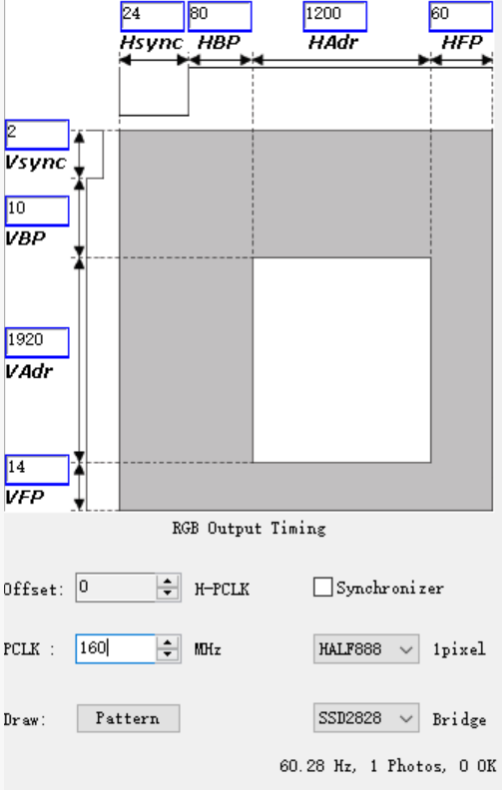 24 80 1200 60
Hsync HBP HAdr HFP
2
Vsync
10
VBP
1920
VAdr
14
VFP
RGB Output Timing
Offset: 0 H-PCLK Synchronizer
PCLK : 160 MHz HALF888 1pixel
Draw: Pattern SSD2828 Bridge
60.28 Hz, 1 Photos, 0 OK